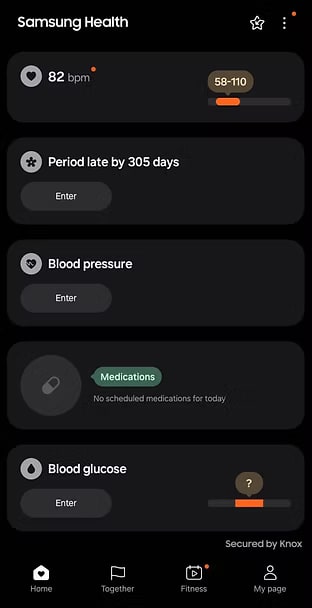 Samsung Health
82 bpm
58-110
Period late by 305 days
Enter
Blood pressure
Enter
Medications
No scheduled medications for today
Blood glucose
?
Enter
Secured by Knox
Home
Together
Fitness
My page